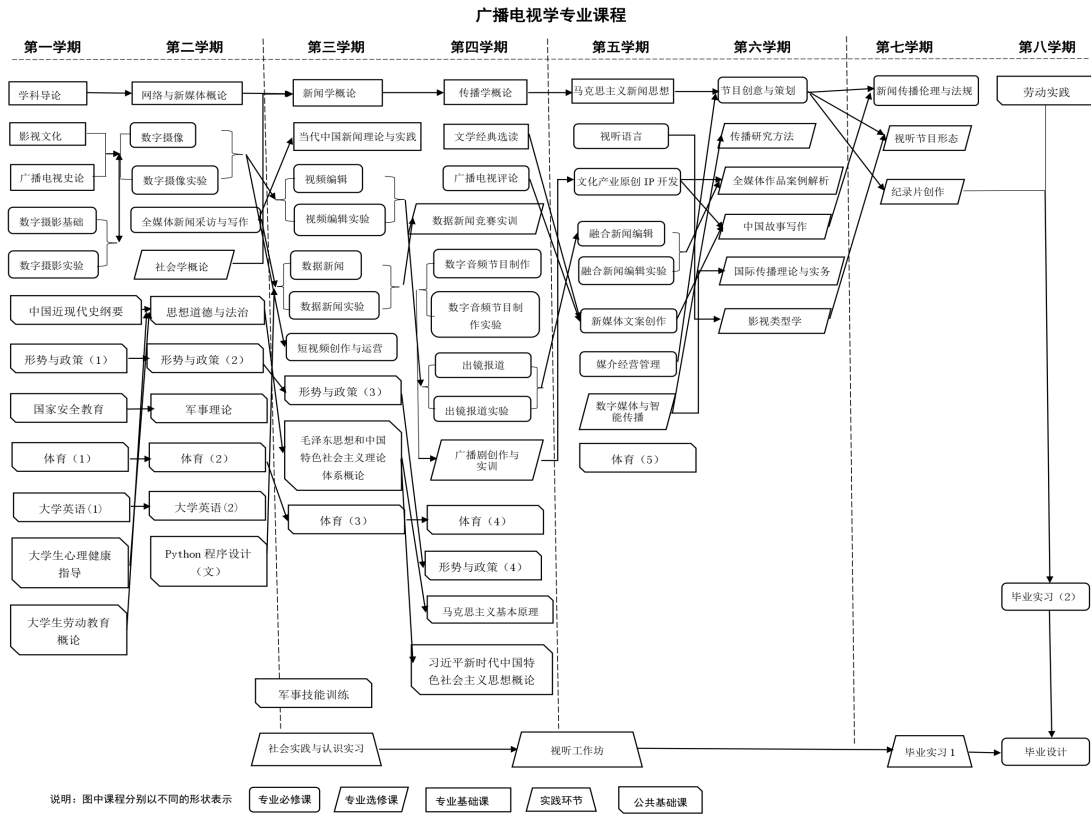 广播电视学专业课程
第一学期
第二学期
第三学期
第四学期
第五学期
第六学期
第七学期
第八学期
学科导论
网络与新媒体概论
新闻学概论
传播学概论
马克思主义新闻思想
节目创意与策划
新闻传播伦理与法规
劳动实践
影视文化
数字摄像
当代中国新闻理论与实践
文学经典选读
视听语言
传播研究方法
视听节目形态
广播电视史论
数字摄像实验
视频编辑
广播电视评论
文化产业原创 IP 开发
全媒体作品案例解析
纪录片创作
数字摄影基础
全媒体新闻采访与写作
视频编辑实验
数据新闻竞赛实训
融合新闻编辑
中国故事写作
数字摄影实验
社会学概论
数据新闻
数字音频节目制作
融合新闻编辑实验
国际传播理论与实务
中国近现代史纲要
思想道德与法治
数据新闻实验
数字音频节目制
作实验
新媒体文案创作
影视类型学
形势与政策（1）
形势与政策（2）
短视频创作与运营
出镜报道
媒介经营管理
国家安全教育
军事理论
形势与政策（3）
出镜报道实验
数字媒体与智
能传播
体育（1）
体育（2）
毛泽东思想和中国
特色社会主义理论
体系概论
广播剧创作与
实训
体育（5）
大学英语(1)
大学英语(2)
体育（3）
体育（4）
大学生心理健康
指导
Python 程序设计
（文）
形势与政策（4）
大学生劳动教育
概论
马克思主义基本原理
毕业实习（2）
习近平新时代中国特
色社会主义思想概论
军事技能训练
社会实践与认识实习
视听工作坊
毕业实习 1
毕业设计
说明：图中课程分别以不同的形状表示
专业必修课
专业选修课
专业基础课
实践环节
公共基础课